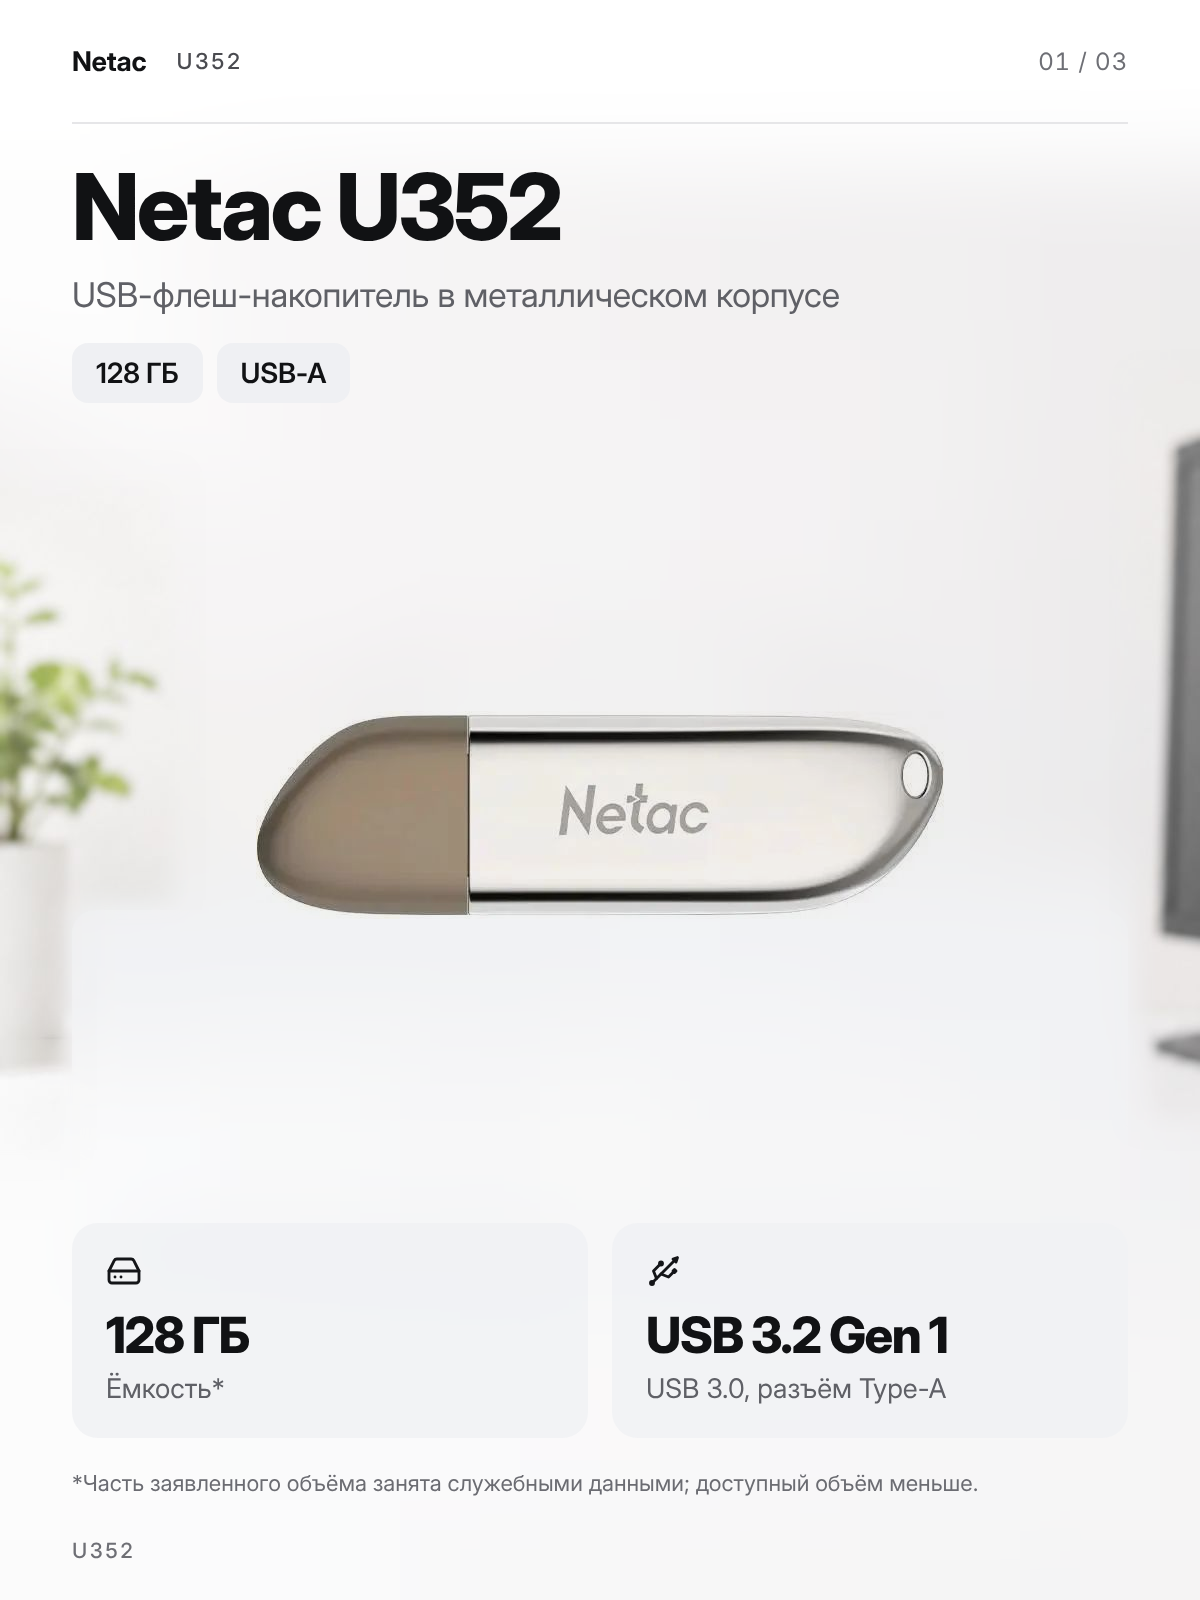 Netac U352 01 / 03
Netac U352
USB-флеш-накопитель в металлическом корпусе
128 ГБ USB-A
Netac
128 ГБ
Ёмкость*
USB 3.2 Gen 1
USB 3.0, разъём Type-A
*Часть заявленного объёма занята служебными данными; доступный объём меньше.
U352